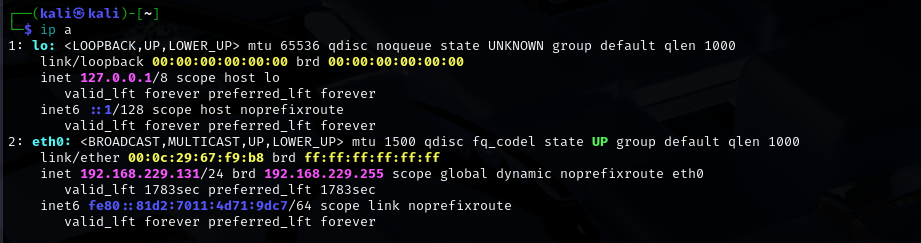 ┌──(kali㉿kali)-[~]
└─$ ip a
1: lo: <LOOPBACK,UP,LOWER_UP> mtu 65536 qdisc noqueue state UNKNOWN group default qlen 1000
    link/loopback 00:00:00:00:00:00 brd 00:00:00:00:00:00
    inet 127.0.0.1/8 scope host lo
       valid_lft forever preferred_lft forever
    inet6 ::1/128 scope host noprefixroute
       valid_lft forever preferred_lft forever
2: eth0: <BROADCAST,MULTICAST,UP,LOWER_UP> mtu 1500 qdisc fq_codel state UP group default qlen 1000
    link/ether 00:0c:29:67:f9:b8 brd ff:ff:ff:ff:ff:ff
    inet 192.168.229.131/24 brd 192.168.229.255 scope global dynamic noprefixroute eth0
       valid_lft 1783sec preferred_lft 1783sec
    inet6 fe80::81d2:7011:4d71:9dc7/64 scope link noprefixroute
       valid_lft forever preferred_lft forever